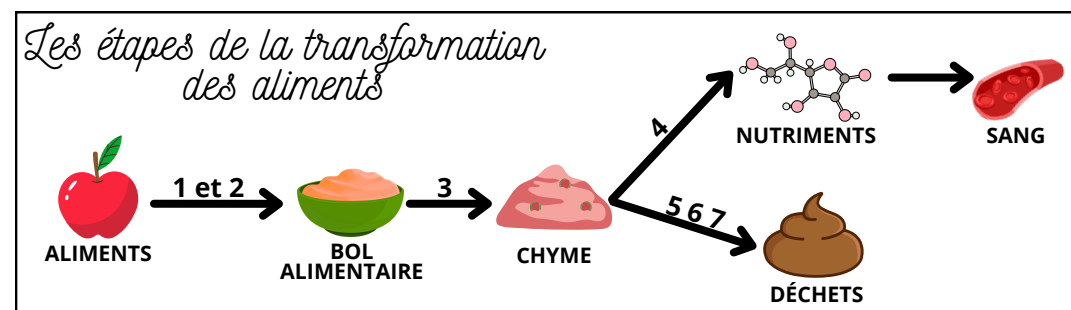 Les étapes de la transformation
des aliments
1 et 2
3
4
5 6 7
ALIMENTS
BOL
ALIMENTAIRE
CHYME
NUTRIMENTS
SANG
DÉCHETS